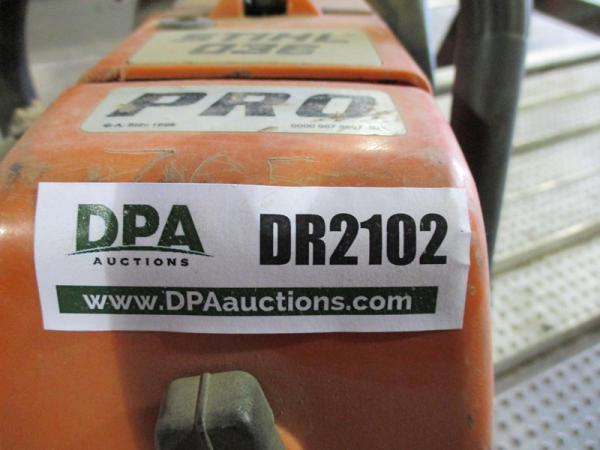 STIHL
036
PRO
DPA
AUCTIONS
DR2102
www.DPAauctions.com